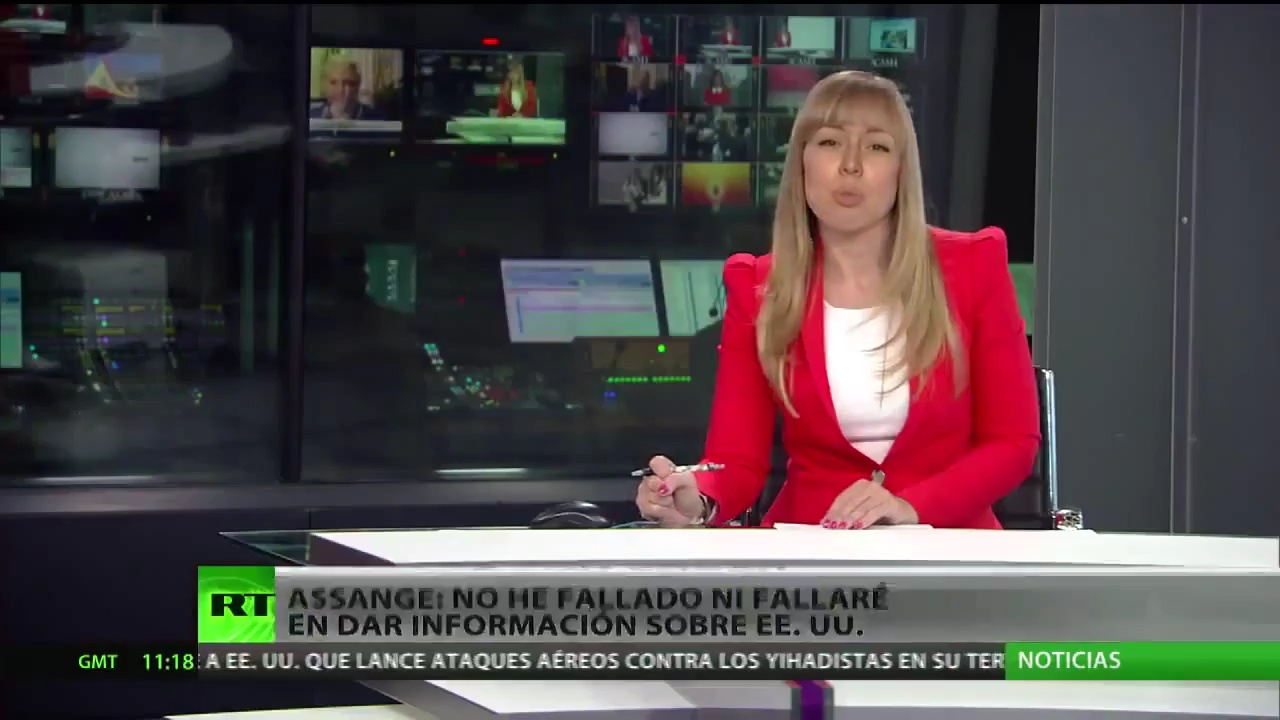 RT
ASSANGE: NO HE FALLADO NI FALLARÉ
EN DAR INFORMACIÓN SOBRE EE. UU.
GMT 11:18 A EE. UU. QUE LANCE ATAQUES AÉREOS CONTRA LOS YIHADISTAS EN SU TER NOTICIAS